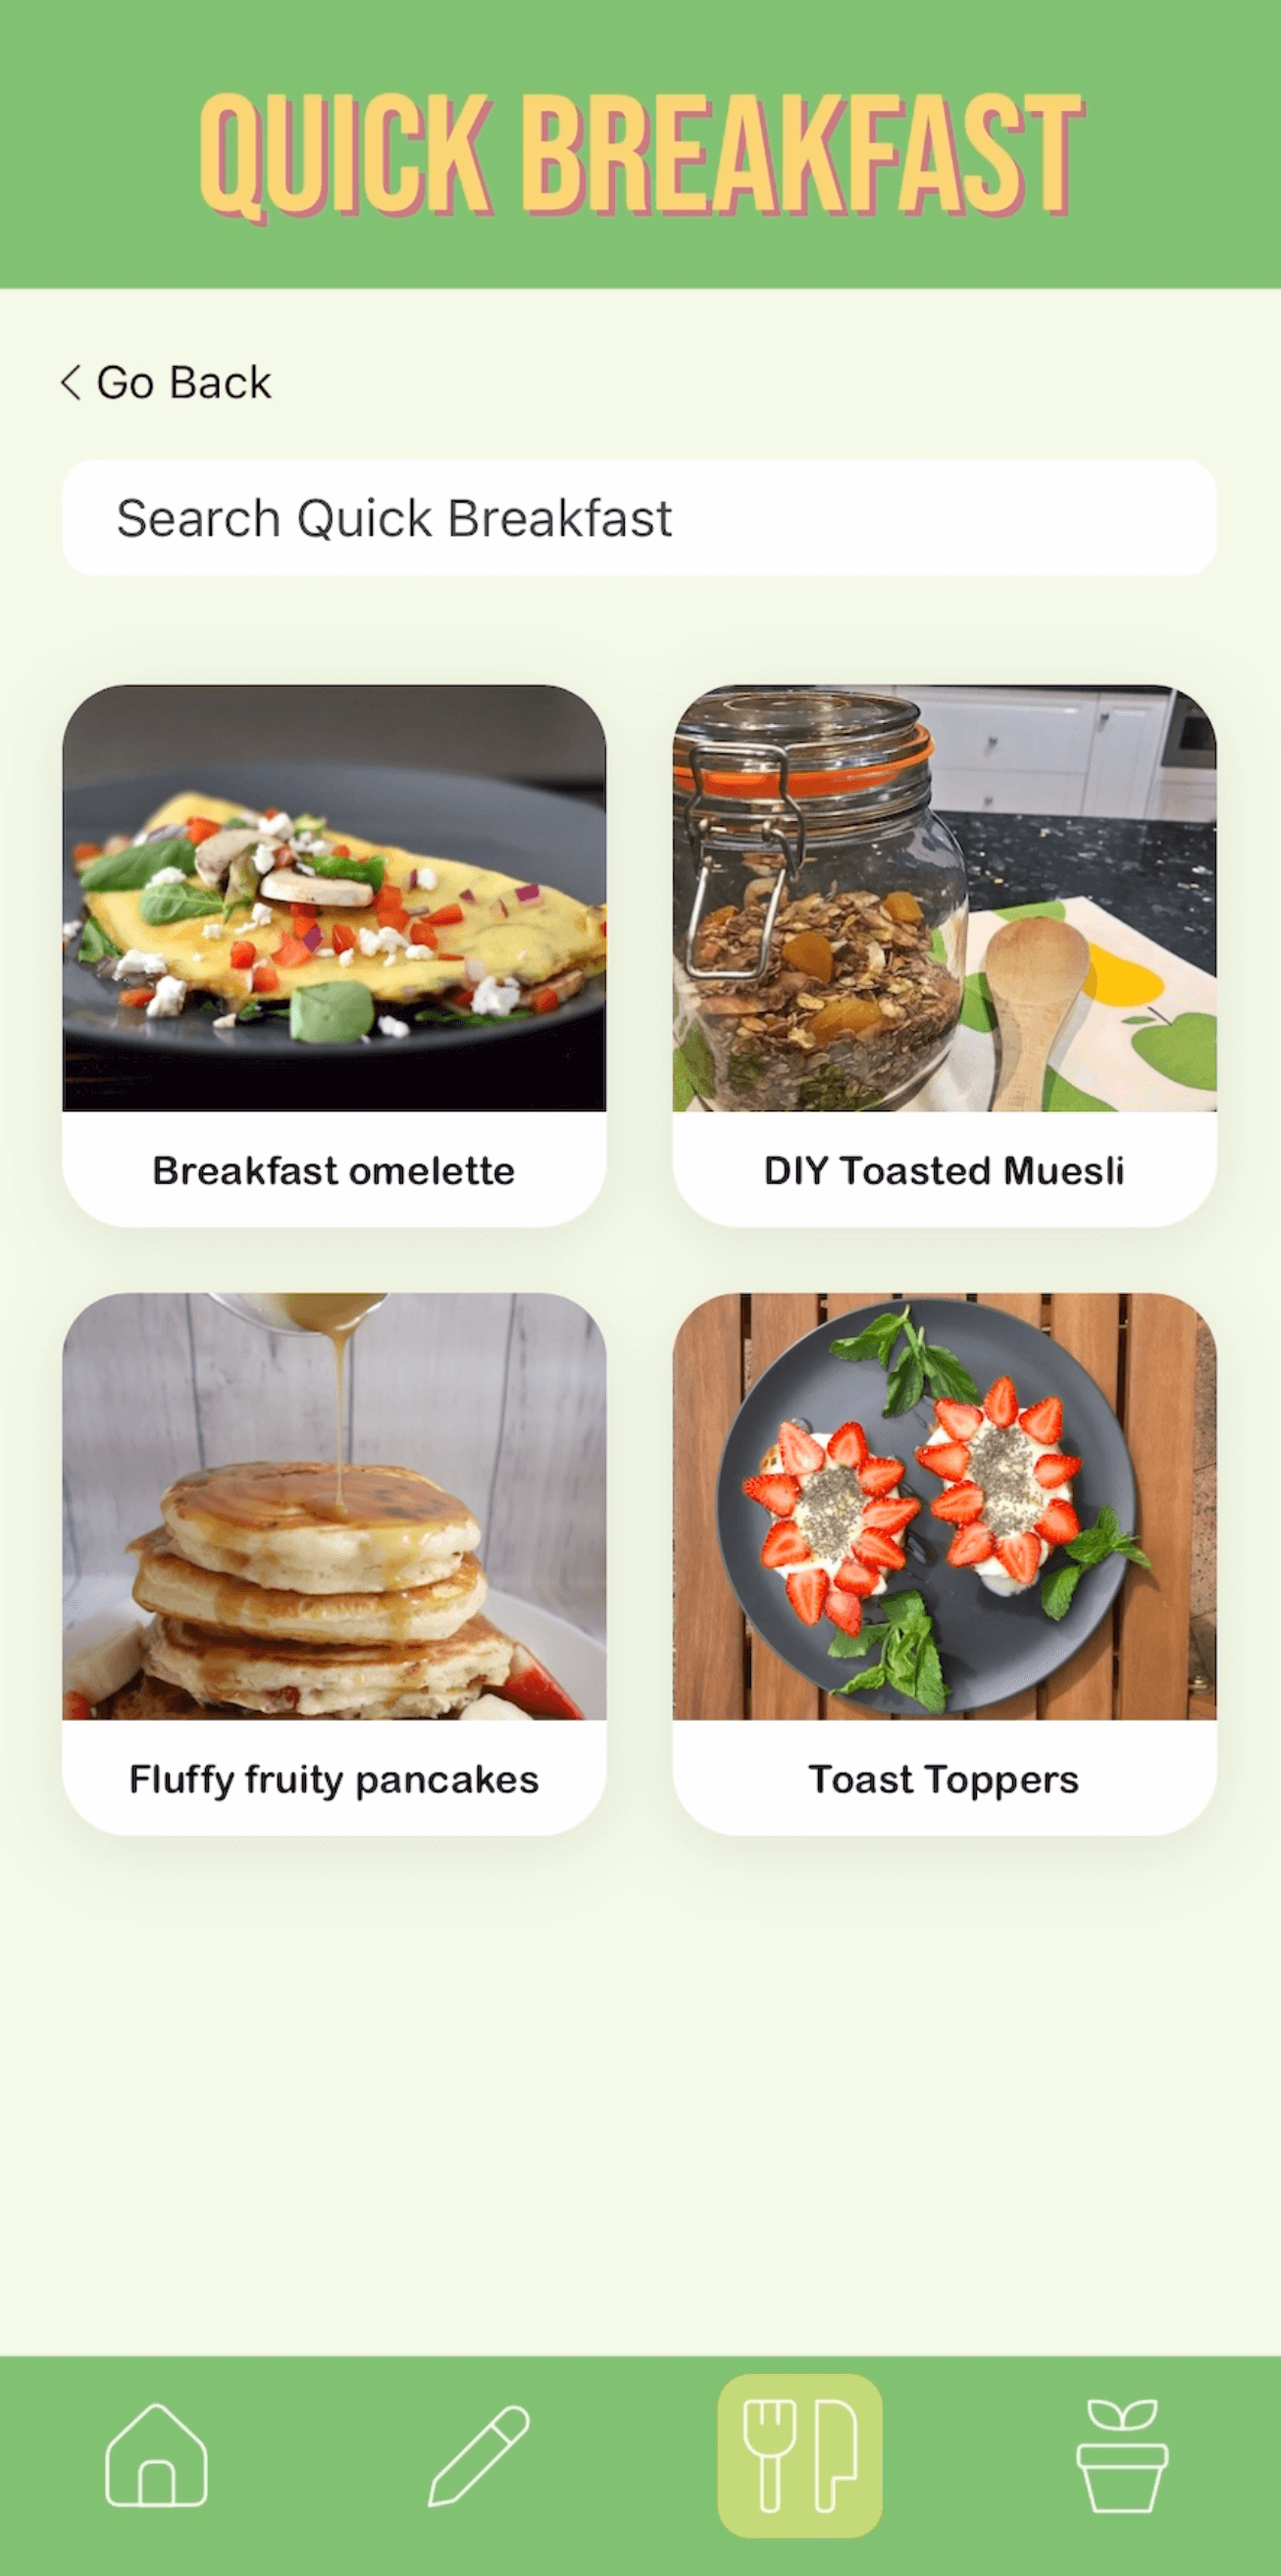 QUICK BREAKFAST
Go Back
Search Quick Breakfast
Breakfast omelette
DIY Toasted Muesli
Fluffy fruity pancakes
Toast Toppers